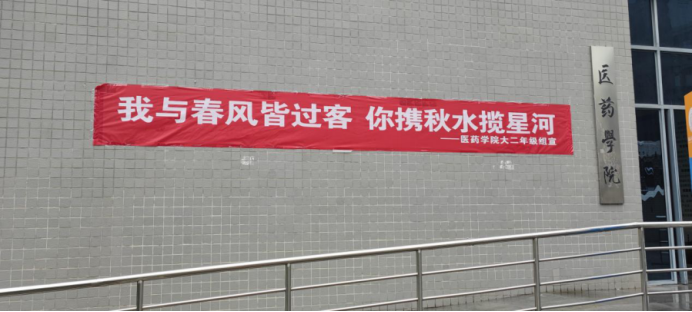 我与春风皆过客 你携秋水揽星河
——医药学院大二年级组宣
医药學院